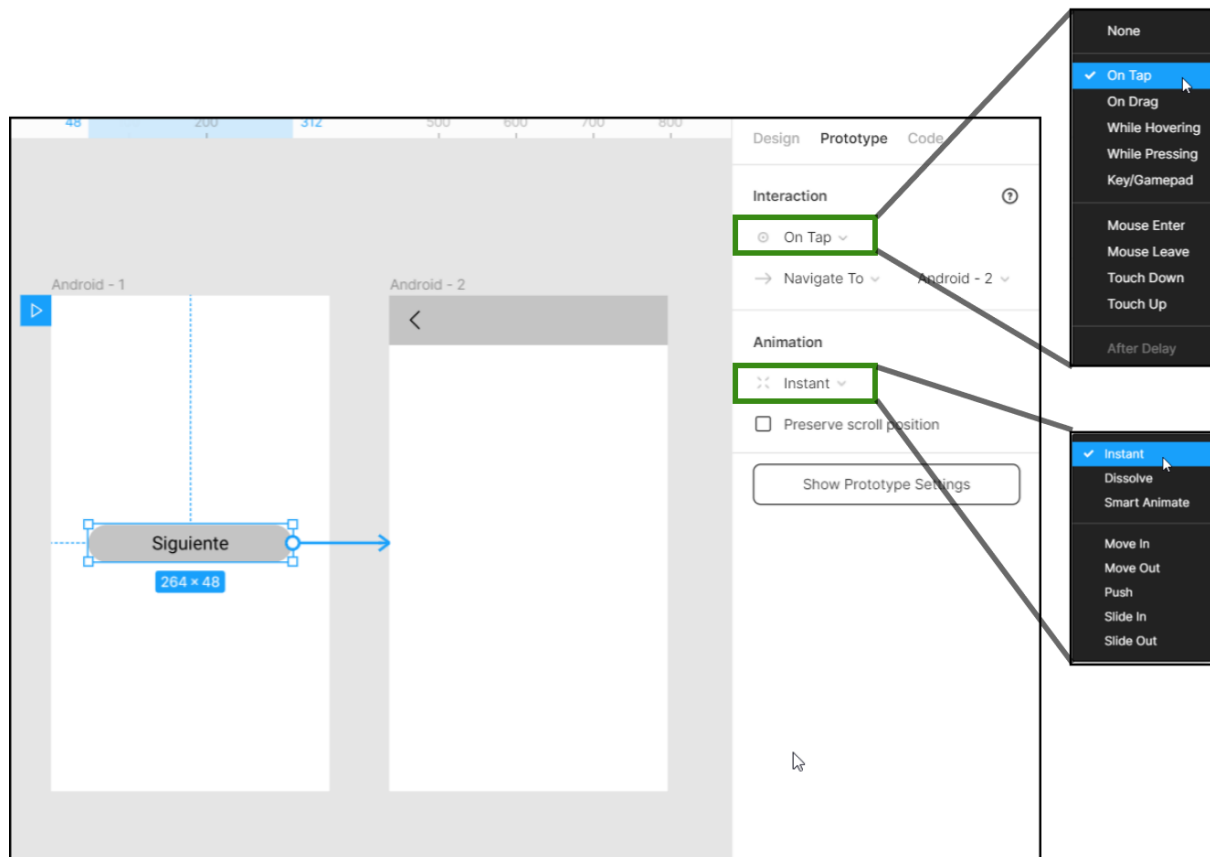 None
On Tap
On Drag
While Hovering
While Pressing
Key/Gamepad
Mouse Enter
Mouse Leave
Touch Down
Touch Up
After Delay
48 200 312 500 600 700 800
Design Prototype Code
Interaction
On Tap
Navigate To Android - 2
Android - 1 Android - 2
Animation
Instant
Preserve scroll position
Show Prototype Settings
Siguiente
264 × 48
Instant
Dissolve
Smart Animate
Move In
Move Out
Push
Slide In
Slide Out